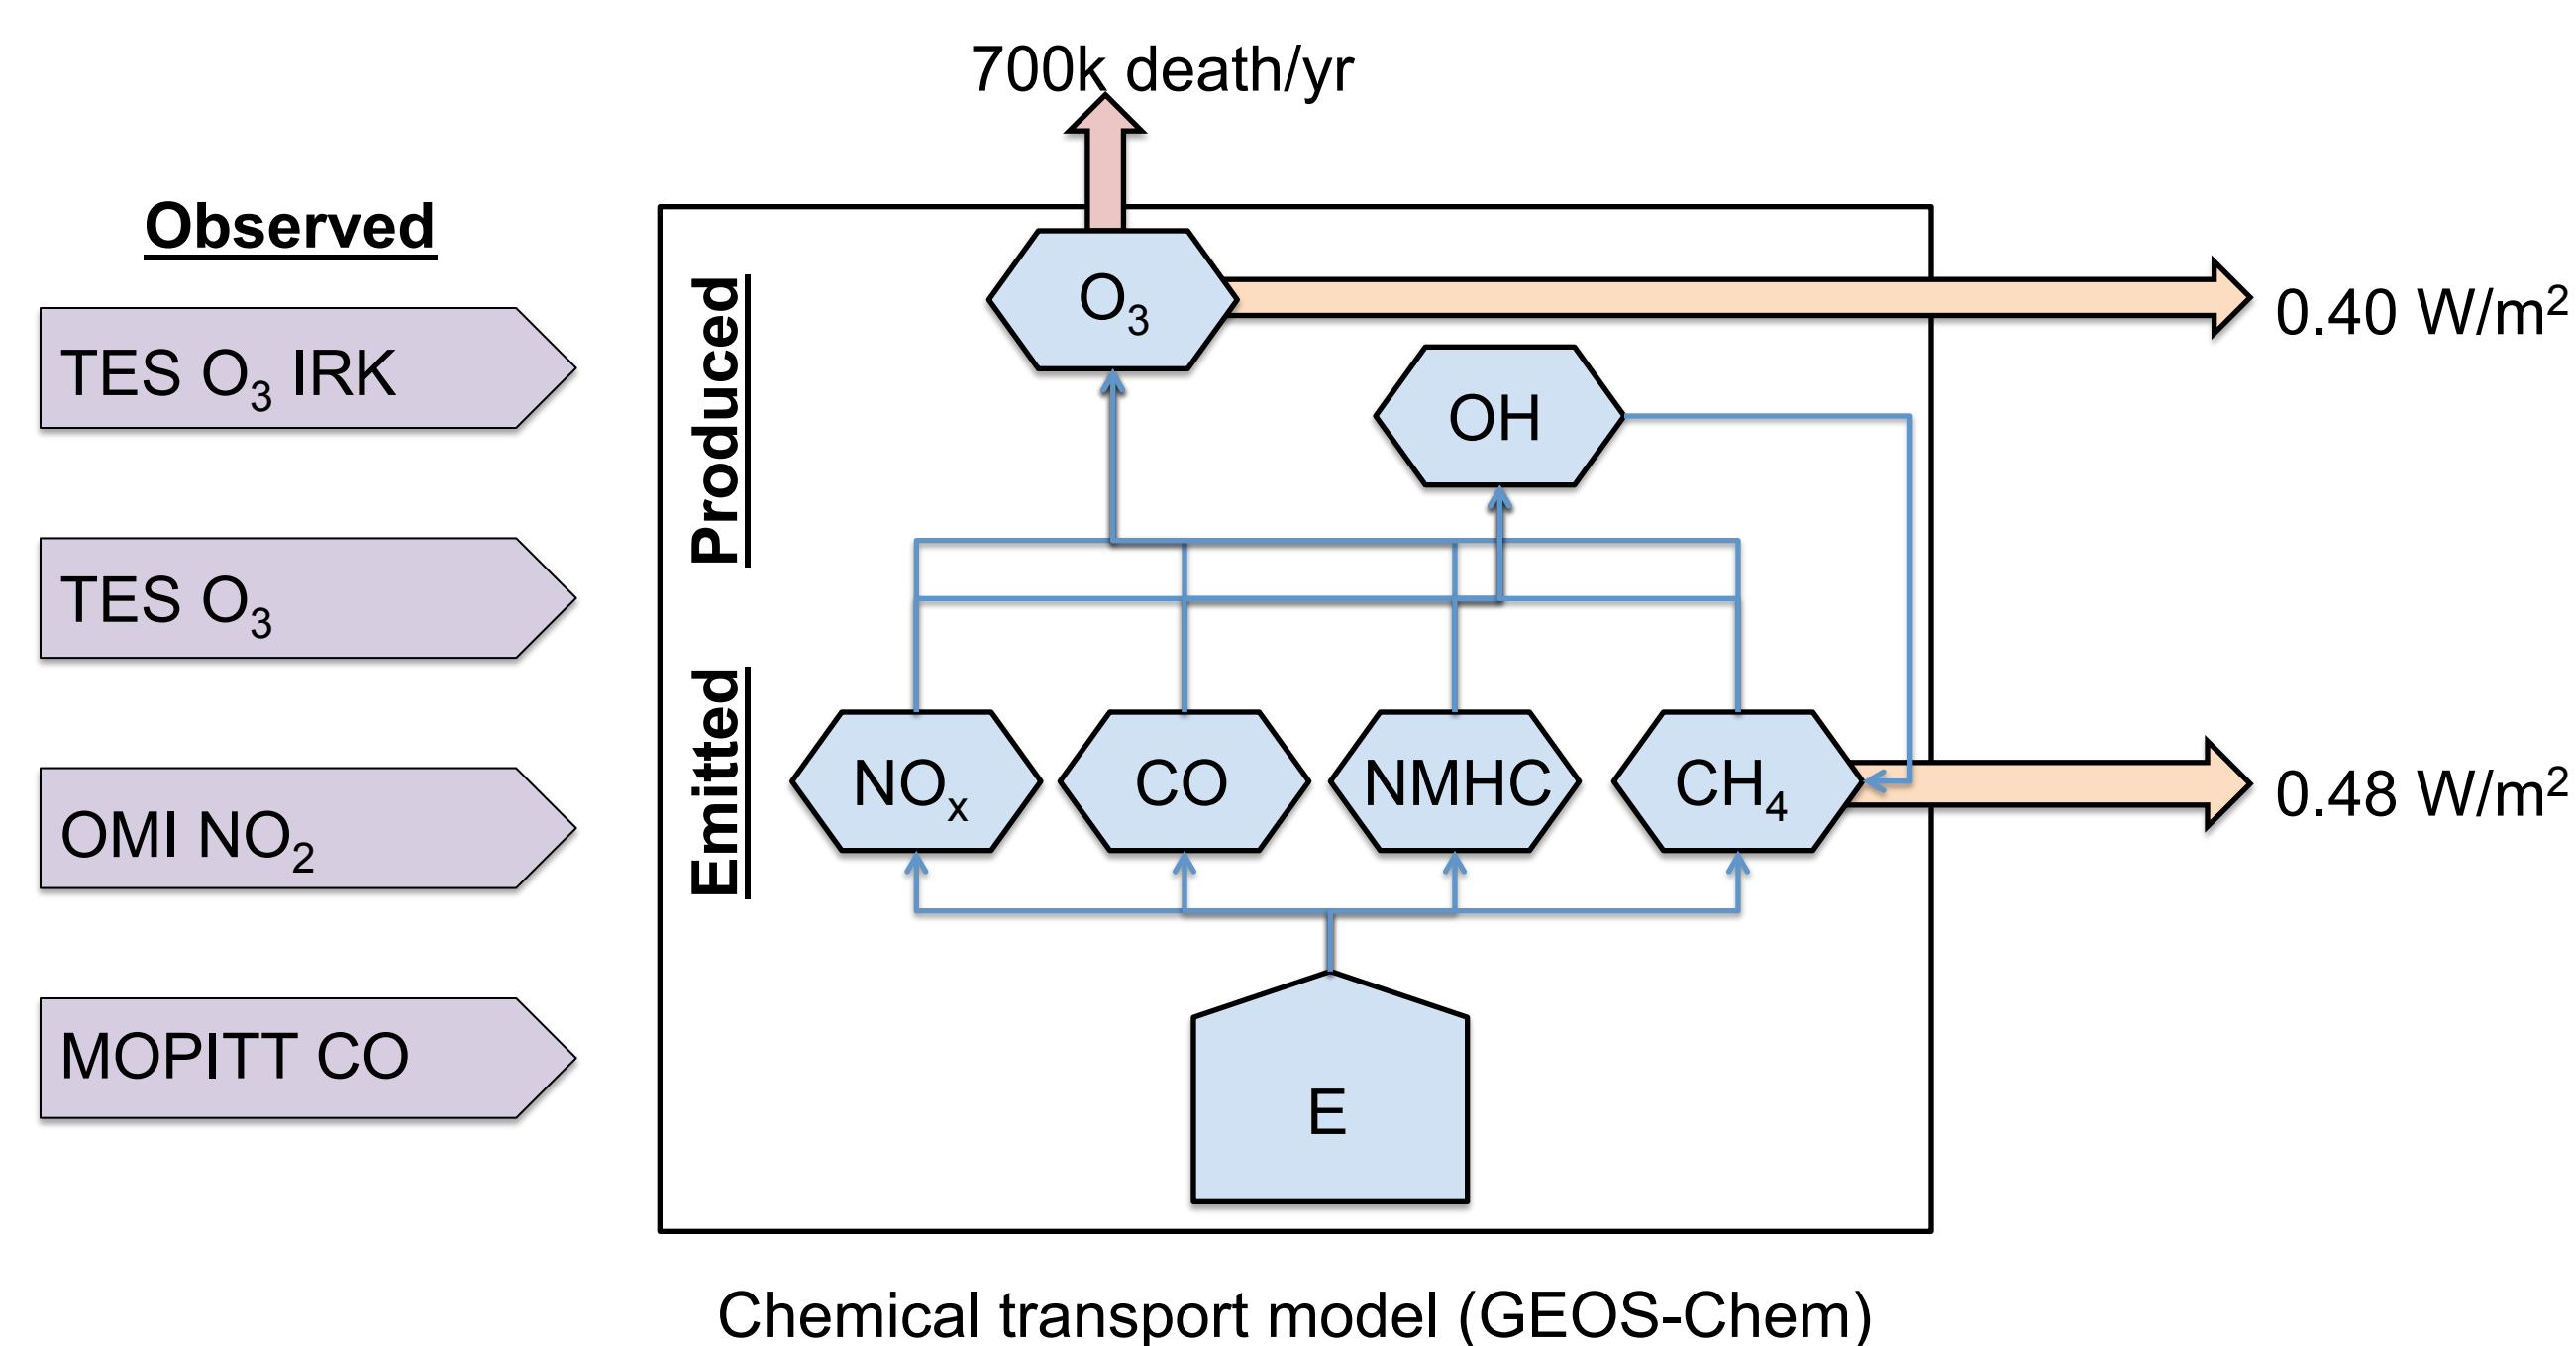 700k death/yr
Observed
TES O₃ IRK
TES O₃
OMI NO₂
MOPITT CO
Produced
O₃
0.40 W/m²
OH
Emitted
NOₓ
CO
NMHC
CH₄
0.48 W/m²
E
Chemical transport model (GEOS-Chem)